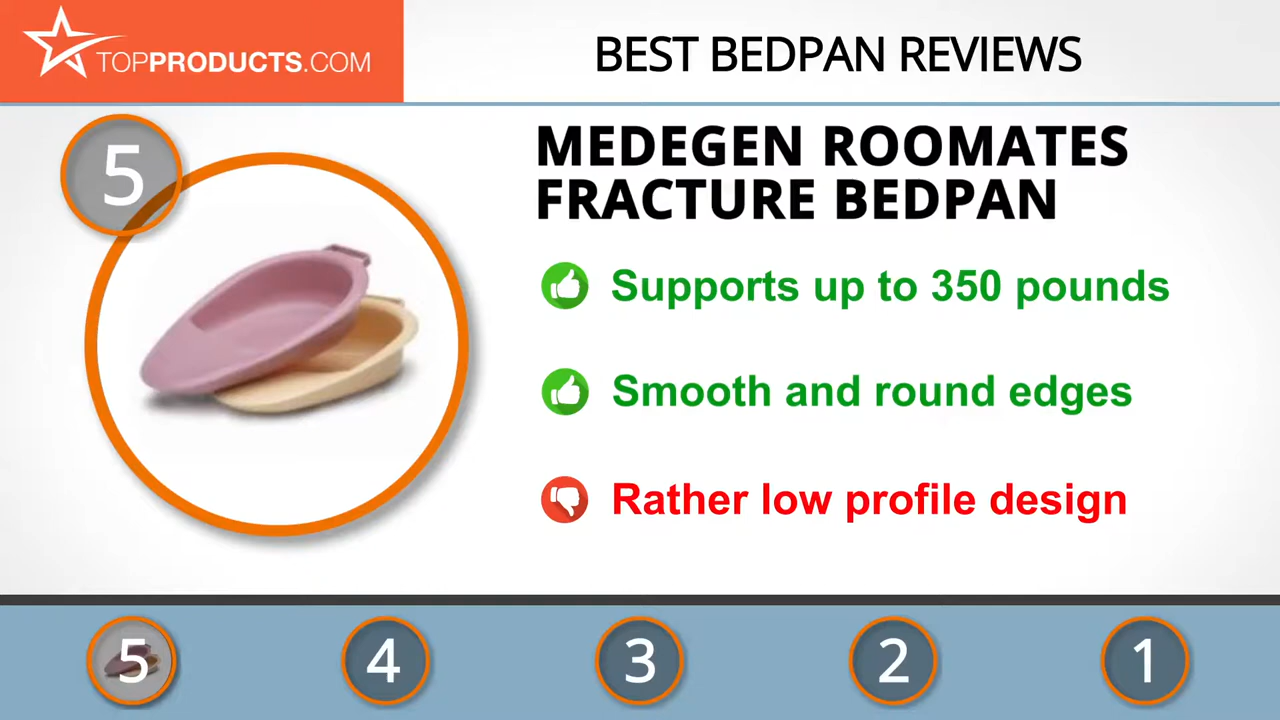 TOPPRODUCTS.COM
BEST BEDPAN REVIEWS
5
MEDEGEN ROOMATES
FRACTURE BEDPAN
Supports up to 350 pounds
Smooth and round edges
Rather low profile design
5
4
3
2
1